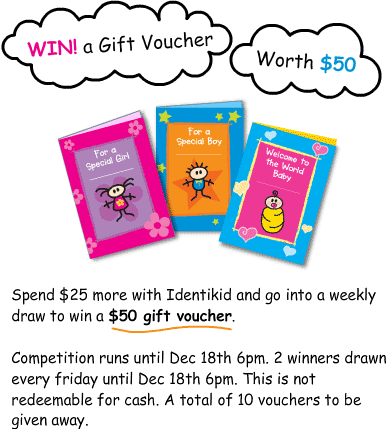 WIN! a Gift Voucher
Worth $50
For a
Special Girl
For a
Special Boy
Welcome to
the World
Baby
Spend $25 more with Identikid and go into a weekly
draw to win a $50 gift voucher.
Competition runs until Dec 18th 6pm. 2 winners drawn
every friday until Dec 18th 6pm. This is not
redeemable for cash. A total of 10 vouchers to be
given away.